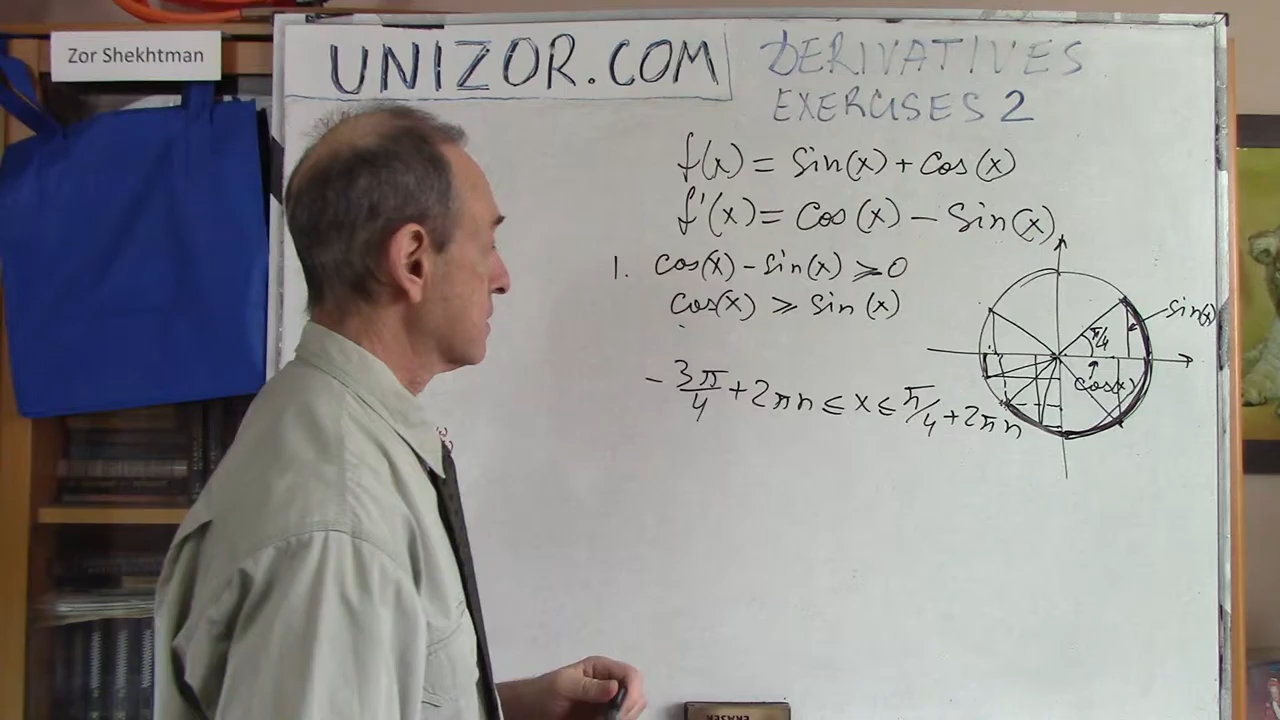 Zor Shekhtman
UNIZOR.COM
DERIVATIVES
EXERCISES 2
f(x) = Sin(x) + Cos(x)
f'(x) = Cos(x) - Sin(x)
1. cos(x) - sin(x) ≥ 0
cos(x) ≥ sin(x)
-3π/4 + 2πn ≤ x ≤ π/4 + 2πn
sin(x)
π/4
cos(x)
ERASER